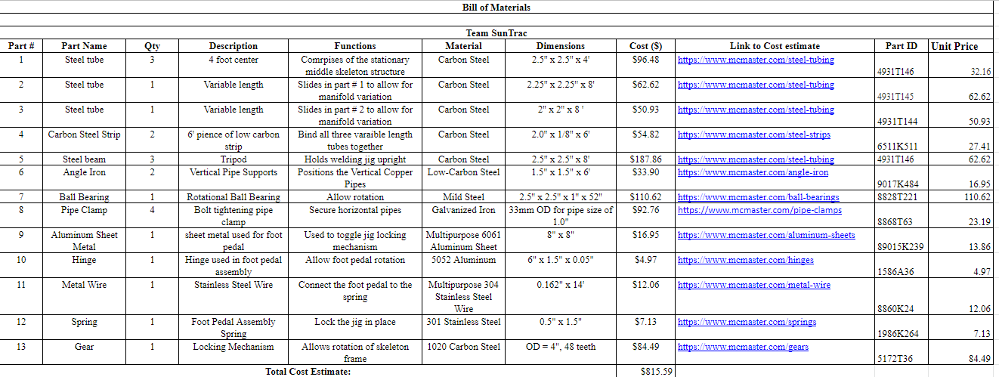 Bill of Materials
Team SunTrac
Part # Part Name Qty Description Functions Material Dimensions Cost ($) Link to Cost estimate Part ID Unit Price
1 Steel tube 3 4 foot center Comrpises of the stationary middle skeleton structure Carbon Steel 2.5" x 2.5" x 4' $96.48 https://www.mcmaster.com/steel-tubing 4931T146 32.16
2 Steel tube 1 Variable length Slides in part # 1 to allow for manifold variation Carbon Steel 2.25" x 2.25" x 8' $62.62 https://www.mcmaster.com/steel-tubing 4931T145 62.62
3 Steel tube 1 Variable length Slides in part # 2 to allow for manifold variation Carbon Steel 2" x 2" x 8 ' $50.93 https://www.mcmaster.com/steel-tubing 4931T144 50.93
4 Carbon Steel Strip 2 6' pience of low carbon strip Bind all three varaible length tubes together Carbon Steel 2.0" x 1/8" x 6' $54.82 https://www.mcmaster.com/steel-strips 6511K511 27.41
5 Steel beam 3 Tripod Holds welding jig upright Carbon Steel 2.5" x 2.5" x 8' $187.86 https://www.mcmaster.com/steel-tubing 4931T146 62.62
6 Angle Iron 2 Vertical Pipe Supports Positions the Vertical Copper Pipes Low-Carbon Steel 1.5" x 1.5" x 6' $33.90 https://www.mcmaster.com/angle-iron 9017K484 16.95
7 Ball Bearing 1 Rotational Ball Bearing Allow rotation Mild Steel 2.5" x 2.5" x 1" x 52" $110.62 https://www.mcmaster.com/ball-bearings 8828T221 110.62
8 Pipe Clamp 4 Bolt tightening pipe clamp Secure horizontal pipes Galvanized Iron 33mm OD for pipe size of 1.0" $92.76 https://www.mcmaster.com/pipe-clamps 8868T63 23.19
9 Aluminum Sheet Metal 1 sheet metal used for foot pedal Used to toggle jig locking mechanism Multipurpose 6061 Aluminum Sheet 8" x 8" $16.95 https://www.mcmaster.com/aluminum-sheets 89015K239 13.86
10 Hinge 1 Hinge used in foot pedal assembly Allow foot pedal rotation 5052 Aluminum 6" x 1.5" x 0.05" $4.97 https://www.mcmaster.com/hinges 1586A36 4.97
11 Metal Wire 1 Stainless Steel Wire Connect the foot pedal to the spring Multipurpose 304 Stainless Steel Wire 0.162" x 14' $12.06 https://www.mcmaster.com/metal-wire 8860K24 12.06
12 Spring 1 Foot Pedal Assembly Spring Lock the jig in place 301 Stainless Steel 0.5" x 1.5" $7.13 https://www.mcmaster.com/springs 1986K264 7.13
13 Gear 1 Locking Mechanism Allows rotation of skeleton frame 1020 Carbon Steel OD = 4", 48 teeth $84.49 https://www.mcmaster.com/gears 5172T36 84.49
Total Cost Estimate: $815.59